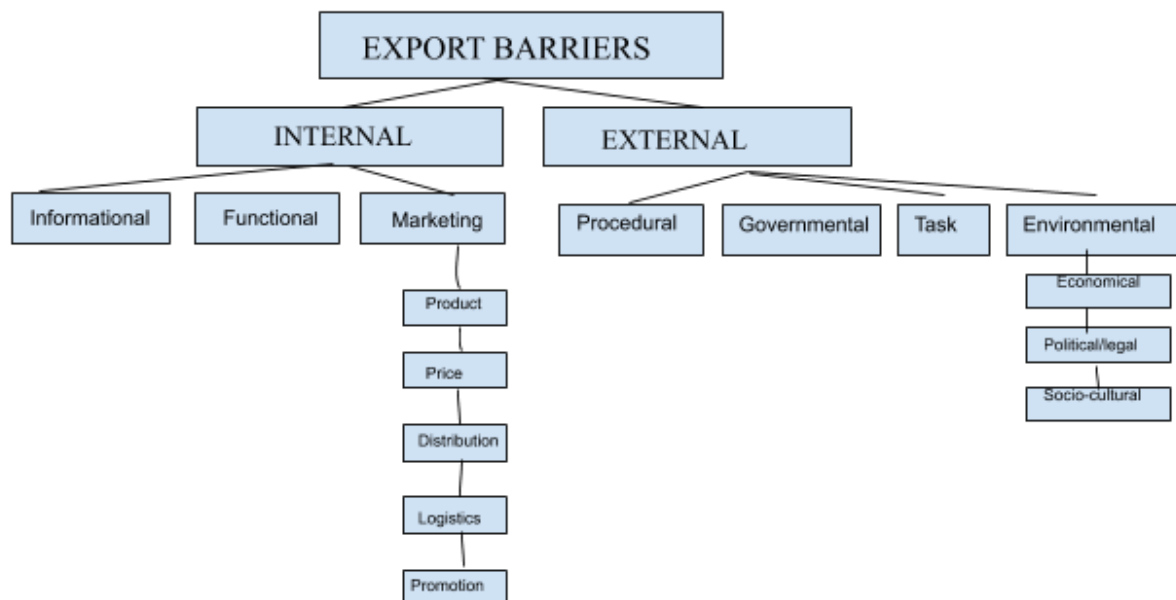 EXPORT BARRIERS
INTERNAL
EXTERNAL
Informational
Functional
Marketing
Procedural
Governmental
Task
Environmental
Economical
Product
Political/legal
Price
Socio-cultural
Distribution
Logistics
Promotion